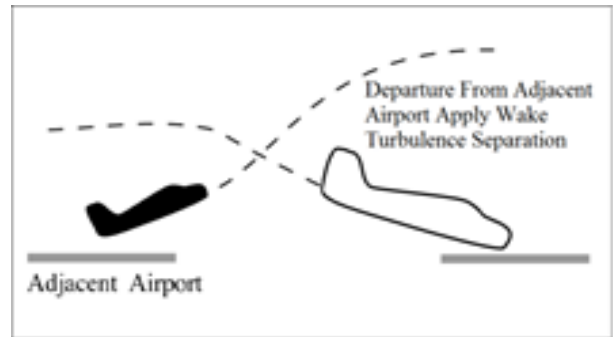 Departure From Adjacent
Airport Apply Wake
Turbulence Separation
Adjacent Airport